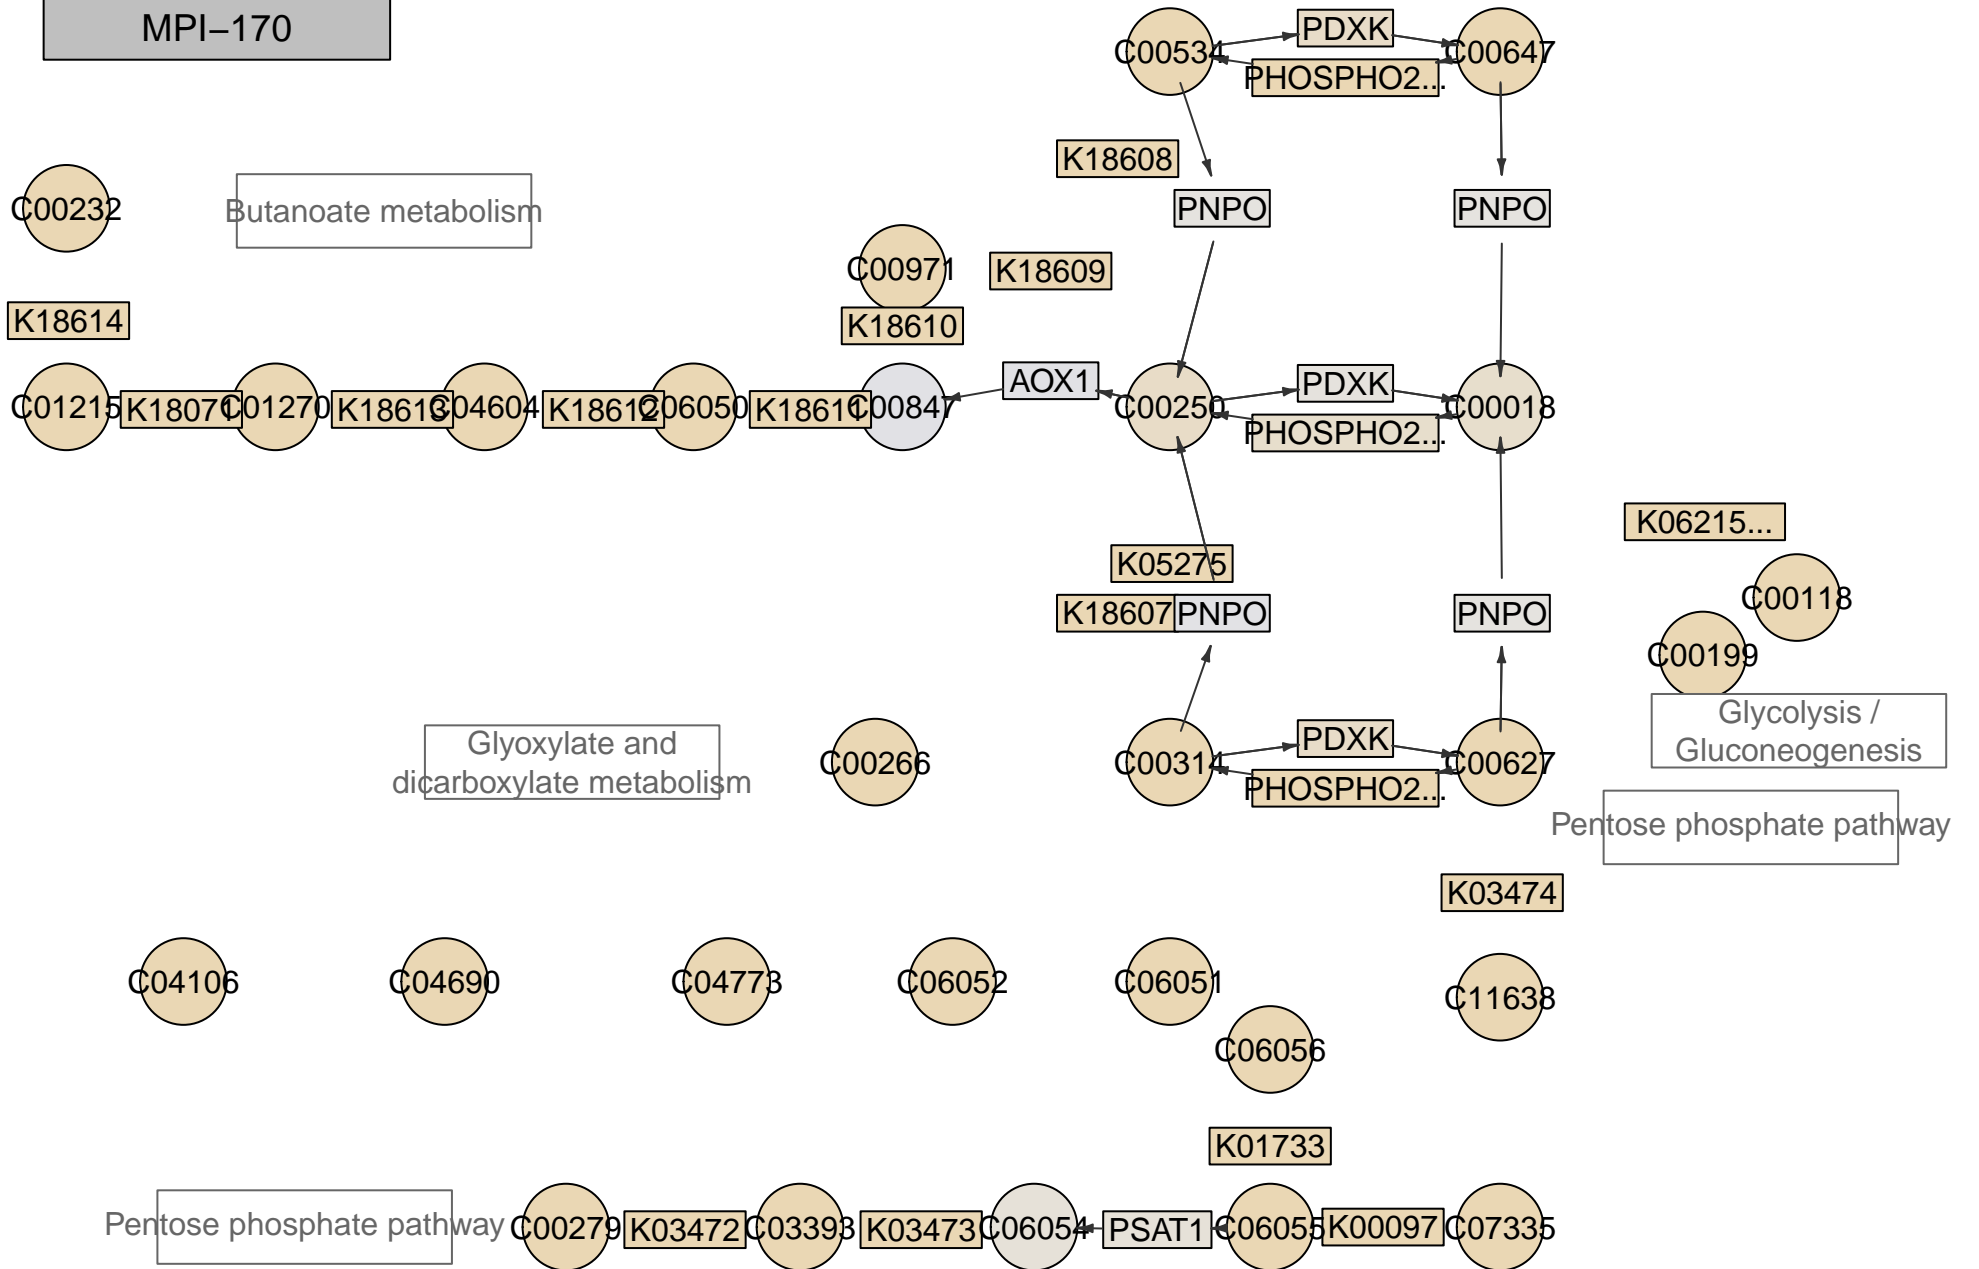 MPI–170
C00534
PDXK
C00647
PHOSPHO2...
K18608
C00232
Butanoate metabolism
PNPO
PNPO
C00971
K18609
K18614
K18610
AOX1
PDXK
C01215
K18071
C01270
K18613
C04604
K18612
C06050
K18611
C00847
C00250
C00018
PHOSPHO2...
K06215...
K05275
C00118
K18607
PNPO
PNPO
C00199
Glycolysis /
Gluconeogenesis
Glyoxylate and
dicarboxylate metabolism
C00266
C00314
PDXK
C00627
PHOSPHO2...
Pentose phosphate pathway
K03474
C04106
C04690
C04773
C06052
C06051
C11638
C06056
K01733
Pentose phosphate pathway
C00279
K03472
C03393
K03473
C06054
PSAT1
C06055
K00097
C07335